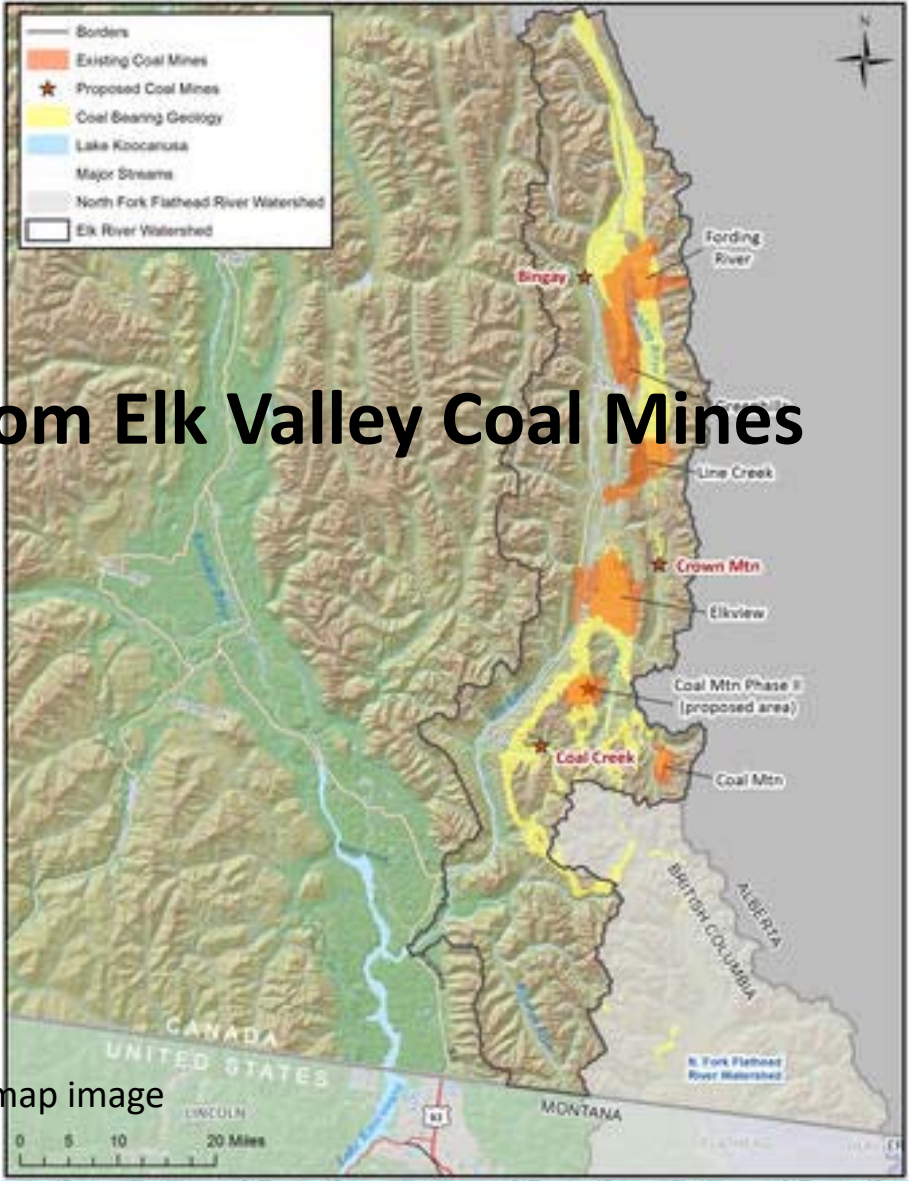 Borders
Existing Coal Mines
Proposed Coal Mines
Coal Bearing Geology
Lake Koocanusa
Major Streams
North Fork Flathead River Watershed
Elk River Watershed
N
Fording
River
Bingay
om Elk Valley Coal Mines
Line Creek
Crown Mtn
Elkview
Coal Mtn Phase II
(proposed area)
Coal Creek
Coal Mtn
ALBERTA
BRITISH COLUMBIA
CANADA
UNITED STATES
N. Fork Flathead
River Watershed
map image
LINCOLN
MONTANA
0 5 10 20 Miles